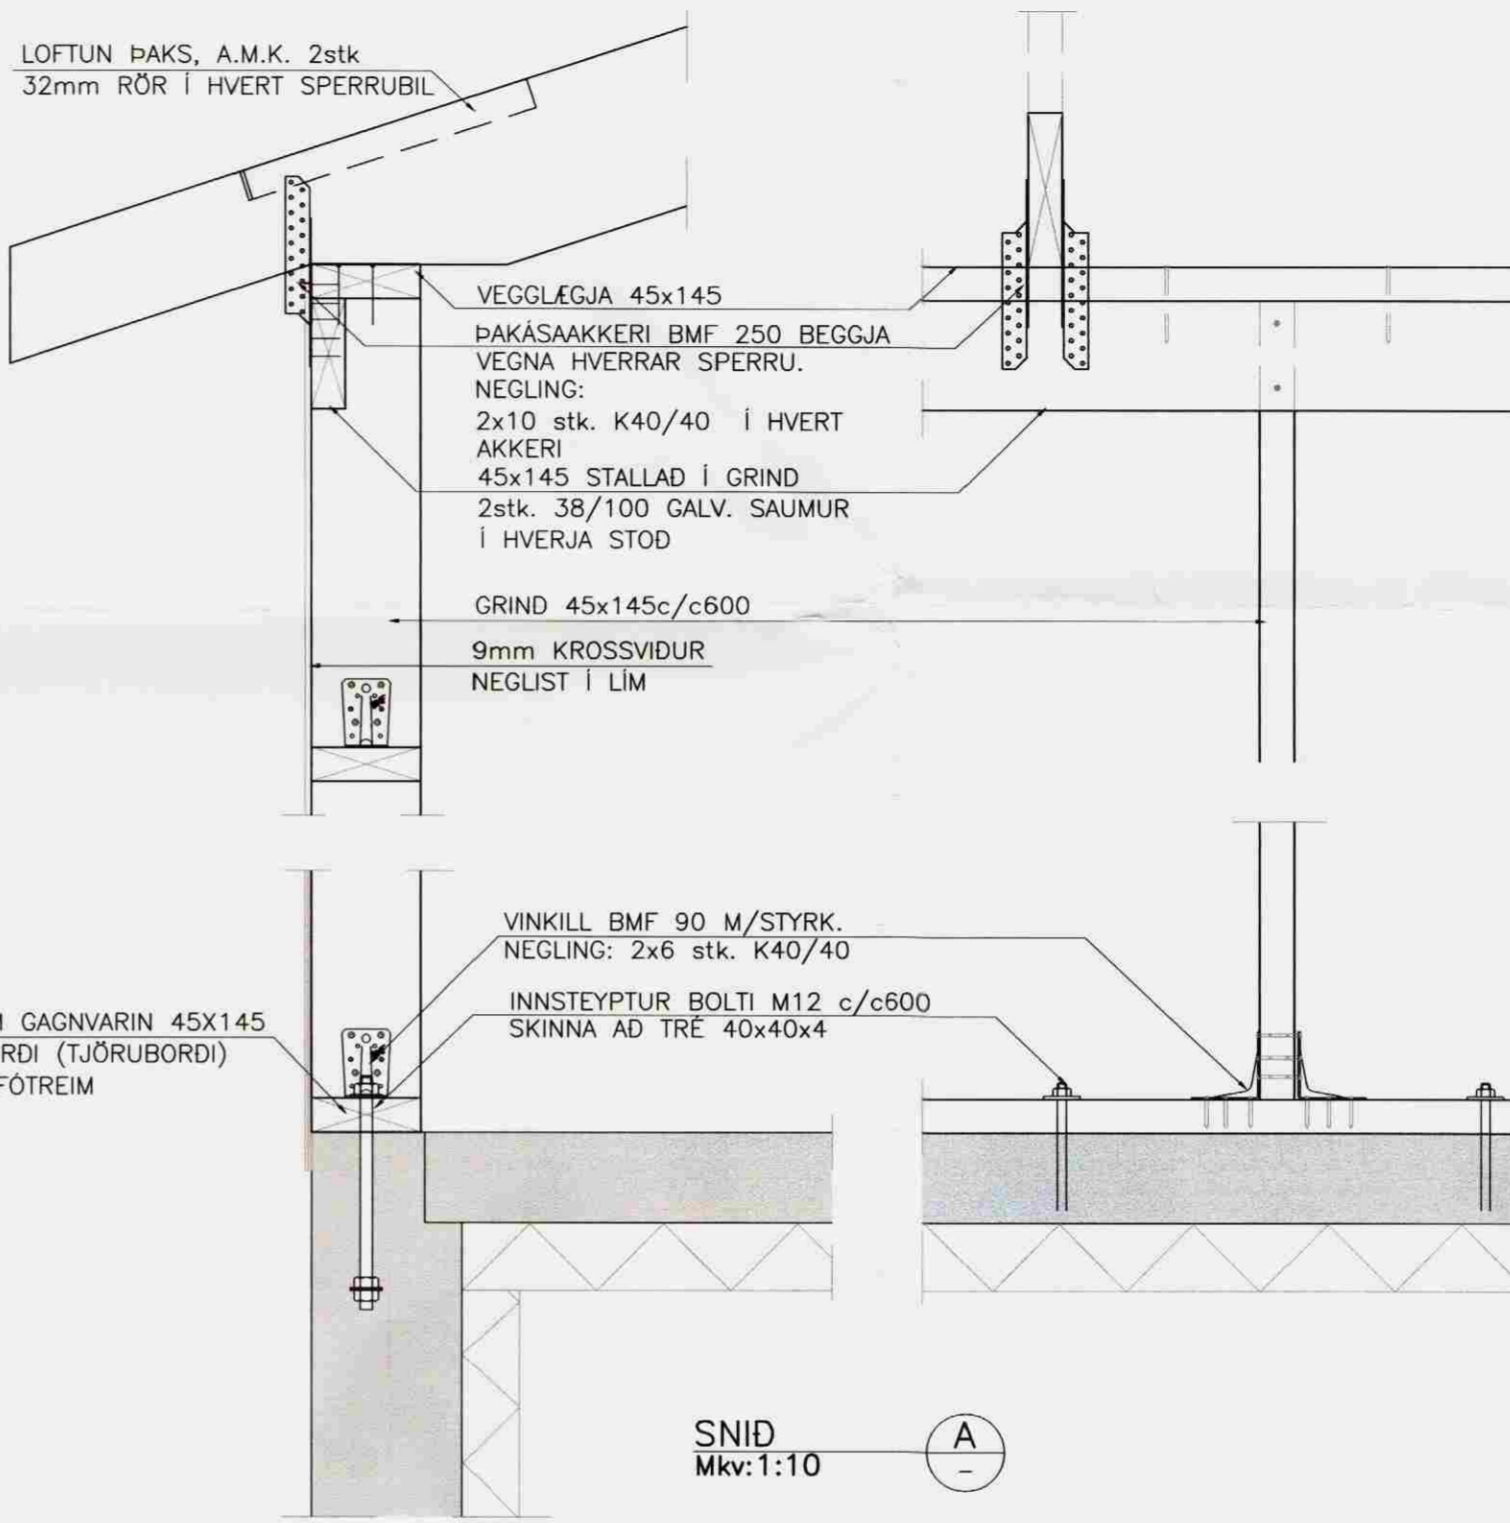 LOFTUN ÞAKS, A.M.K. 2stk
32mm RÖR Í HVERT SPERRUBIL
VEGGLÆGJA 45x145
ÞAKÁSAAKKERI BMF 250 BEGGJA
VEGNA HVERRAR SPERRU.
NEGLING:
2x10 stk. K40/40 Í HVERT
AKKERI
45x145 STALLAÐ Í GRIND
2stk. 38/100 GALV. SAUMUR
Í HVERJA STOÐ
GRIND 45x145c/c600
9mm KROSSVIÐUR
NEGLIST Í LÍM
VINKILL BMF 90 M/STYRK.
NEGLING: 2x6 stk. K40/40
INNSTEYPTUR BOLTI M12 c/c600
SKINNA AÐ TRÉ 40x40x4
GAGNVARIN 45X145
(TJÖRUBORÐI)
FÓTREIM
SNIÐ
Mkv:1:10
A
-